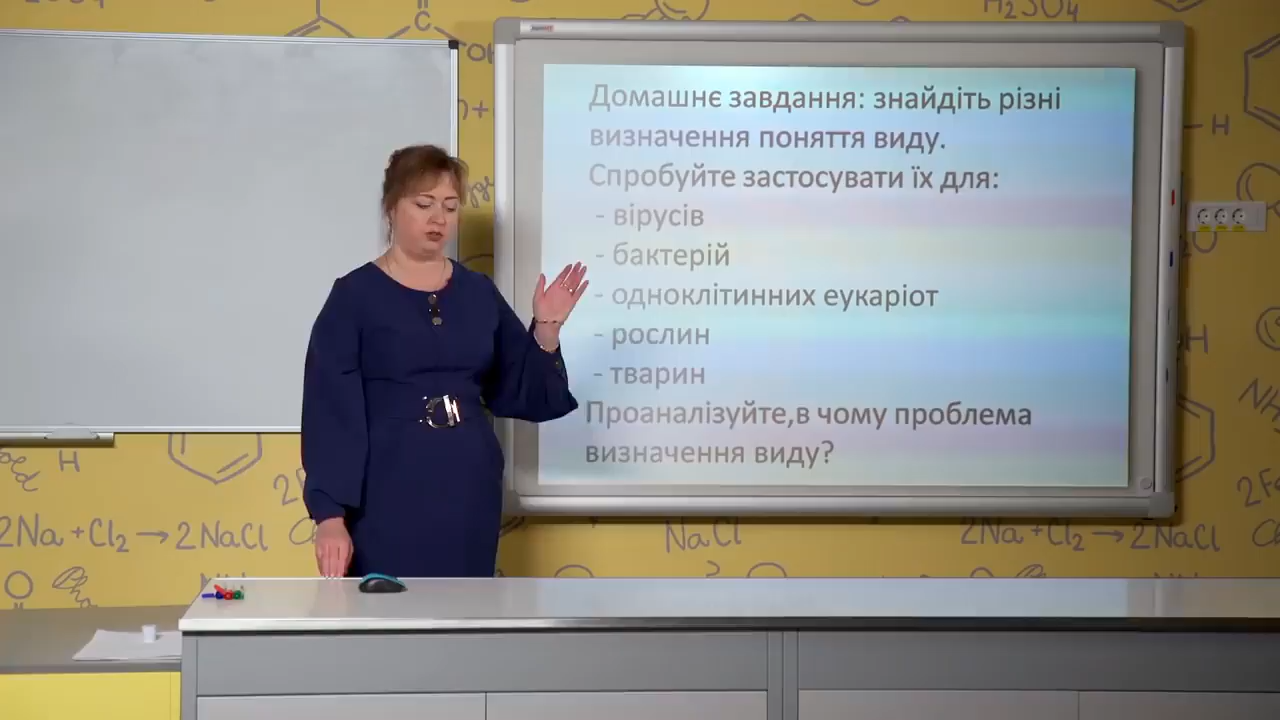 H₂SO₄
C
Домашнє завдання: знайдіть різні
визначення поняття виду.
Спробуйте застосувати їх для:
- вірусів
- бактерій
- одноклітинних еукаріот
- рослин
- тварин
Проаналізуйте,в чому проблема
визначення виду?
H
H
2Na + Cl₂ → 2NaCl
NaCl
2Na + Cl₂ → 2NaCl